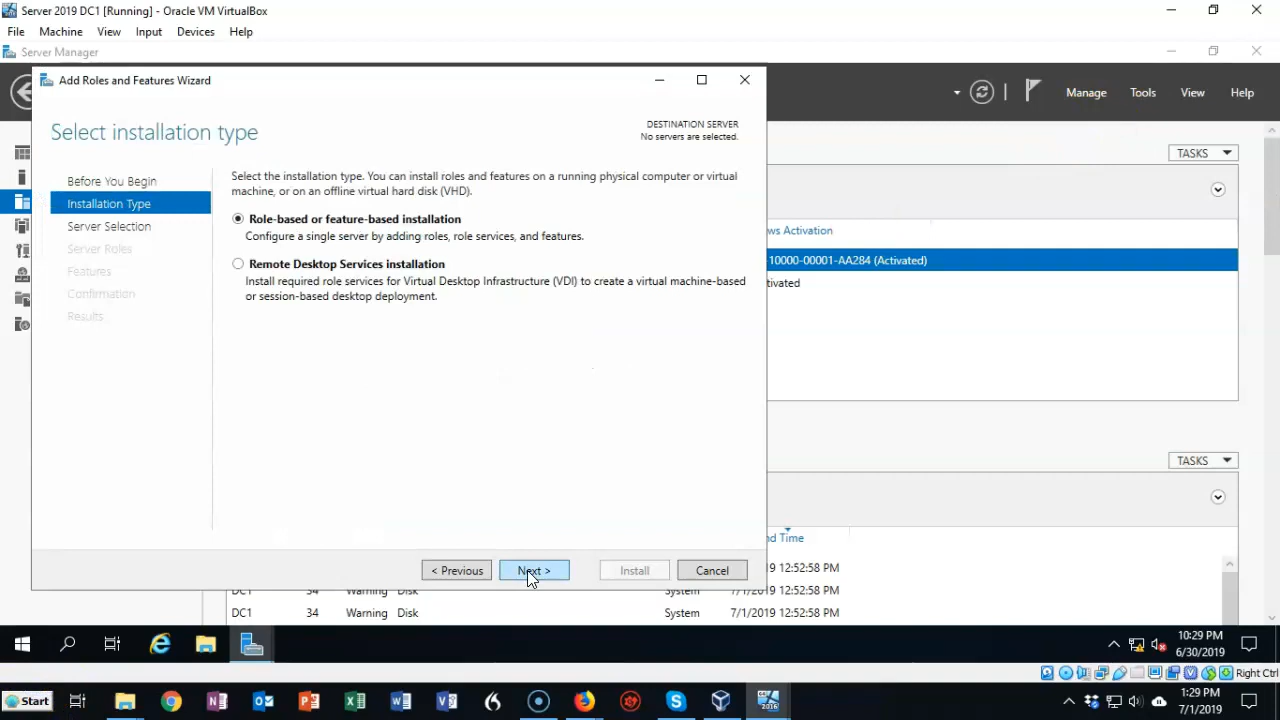 Server 2019 DC1 [Running] - Oracle VM VirtualBox
File Machine View Input Devices Help
Server Manager
Add Roles and Features Wizard
Manage Tools View Help
Select installation type
DESTINATION SERVER
No servers are selected.
TASKS
Before You Begin
Installation Type
Server Selection
Server Roles
Features
Confirmation
Results
Select the installation type. You can install roles and features on a running physical computer or virtual
machine, or on an offline virtual hard disk (VHD).
Role-based or feature-based installation
Configure a single server by adding roles, role services, and features.
Remote Desktop Services installation
Install required role services for Virtual Desktop Infrastructure (VDI) to create a virtual machine-based
or session-based desktop deployment.
ws Activation
-10000-00001-AA284 (Activated)
tivated
TASKS
nd Time
< Previous Next > Install Cancel
19 12:52:58 PM
DC1 34 Warning Disk System 7/1/2019 12:52:58 PM
DC1 34 Warning Disk System 7/1/2019 12:52:58 PM
10:29 PM
6/30/2019
Right Ctrl
Start
1:29 PM
7/1/2019